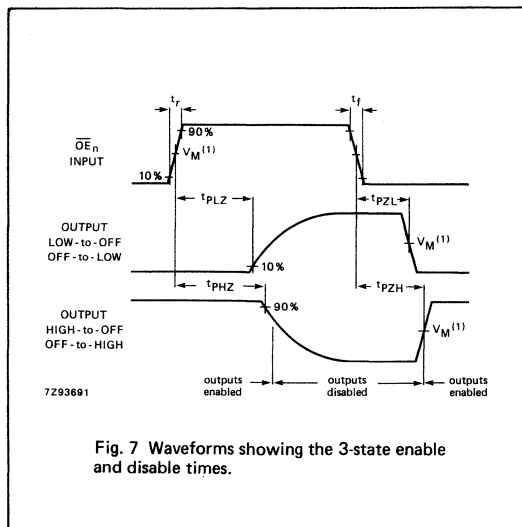 t_r
t_f
90%
OE_n
INPUT
V_M(1)
10%
t_PLZ
t_PZL
OUTPUT
LOW-to-OFF
OFF-to-LOW
V_M(1)
10%
t_PHZ
t_PZH
90%
OUTPUT
HIGH-to-OFF
OFF-to-HIGH
V_M(1)
7Z93691
outputs
enabled
outputs
disabled
outputs
enabled
Fig. 7 Waveforms showing the 3-state enable
and disable times.